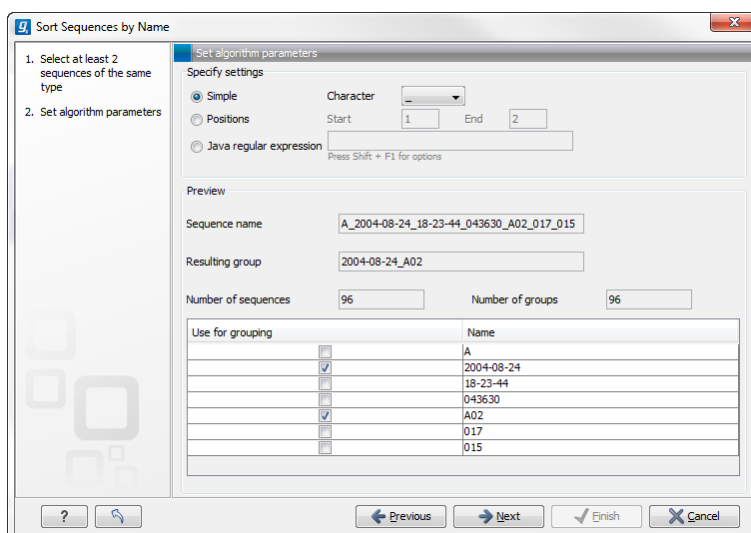 Sort Sequences by Name
1. Select at least 2
sequences of the same
type
2. Set algorithm parameters
Set algorithm parameters
Specify settings
Simple Character _
Positions Start 1 End 2
Java regular expression
Press Shift + F1 for options
Preview
Sequence name A_2004-08-24_18-23-44_043630_A02_017_015
Resulting group 2004-08-24_A02
Number of sequences 96 Number of groups 96
Use for grouping Name
A
2004-08-24
18-23-44
043630
A02
017
015
? Previous Next Finish Cancel